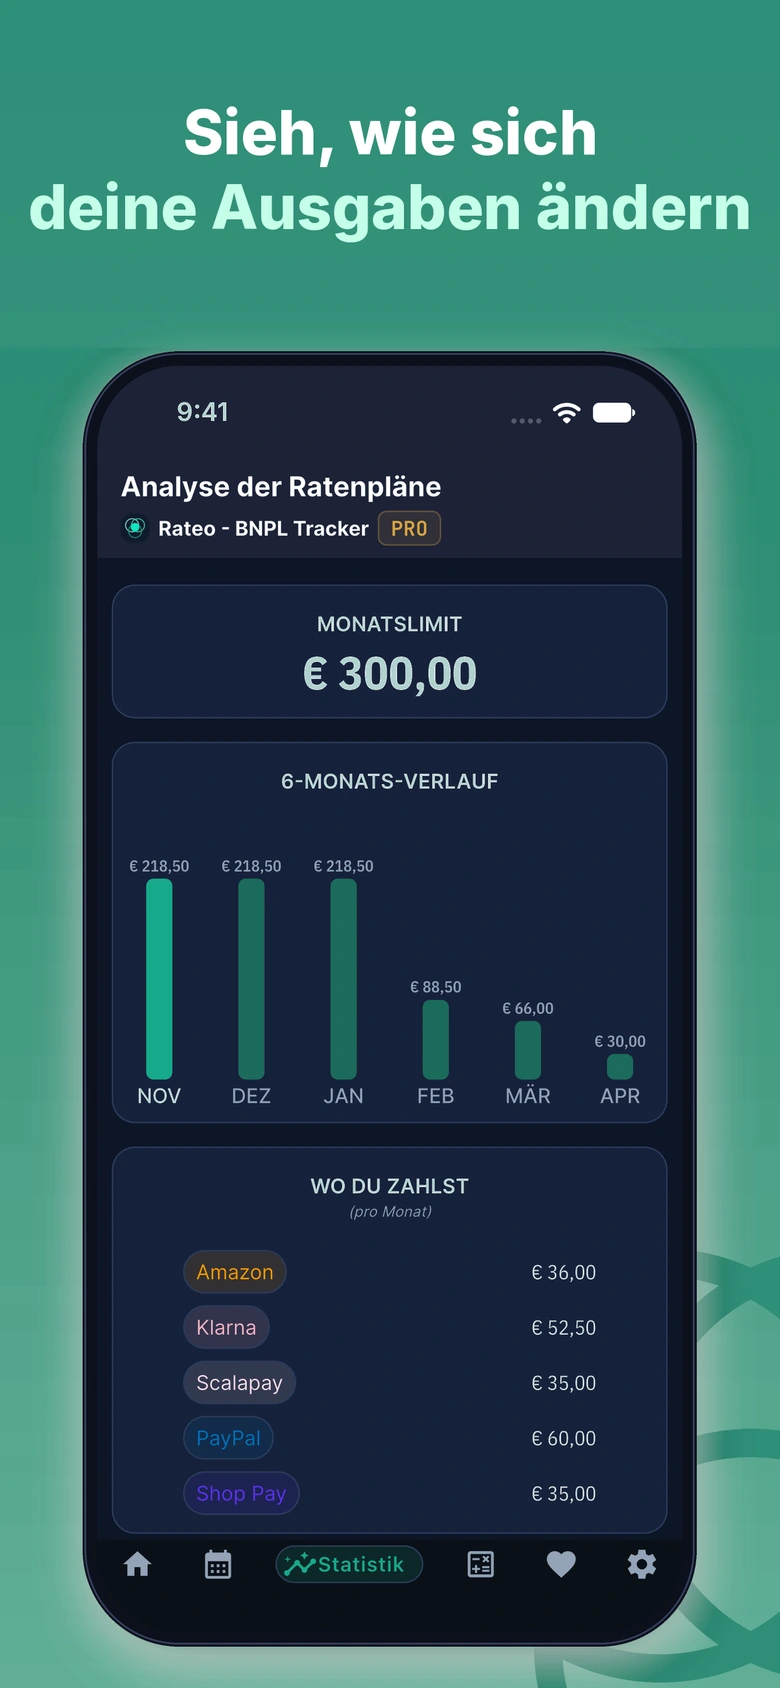 Sieh, wie sich
deine Ausgaben ändern
9:41
Analyse der Ratenpläne
Rateo - BNPL Tracker PRO
MONATSLIMIT
€ 300,00
6-MONATS-VERLAUF
€ 218,50 € 218,50 € 218,50 € 88,50 € 66,00 € 30,00
NOV DEZ JAN FEB MÄR APR
WO DU ZAHLST
(pro Monat)
Amazon € 36,00
Klarna € 52,50
Scalapay € 35,00
PayPal € 60,00
Shop Pay € 35,00
Statistik